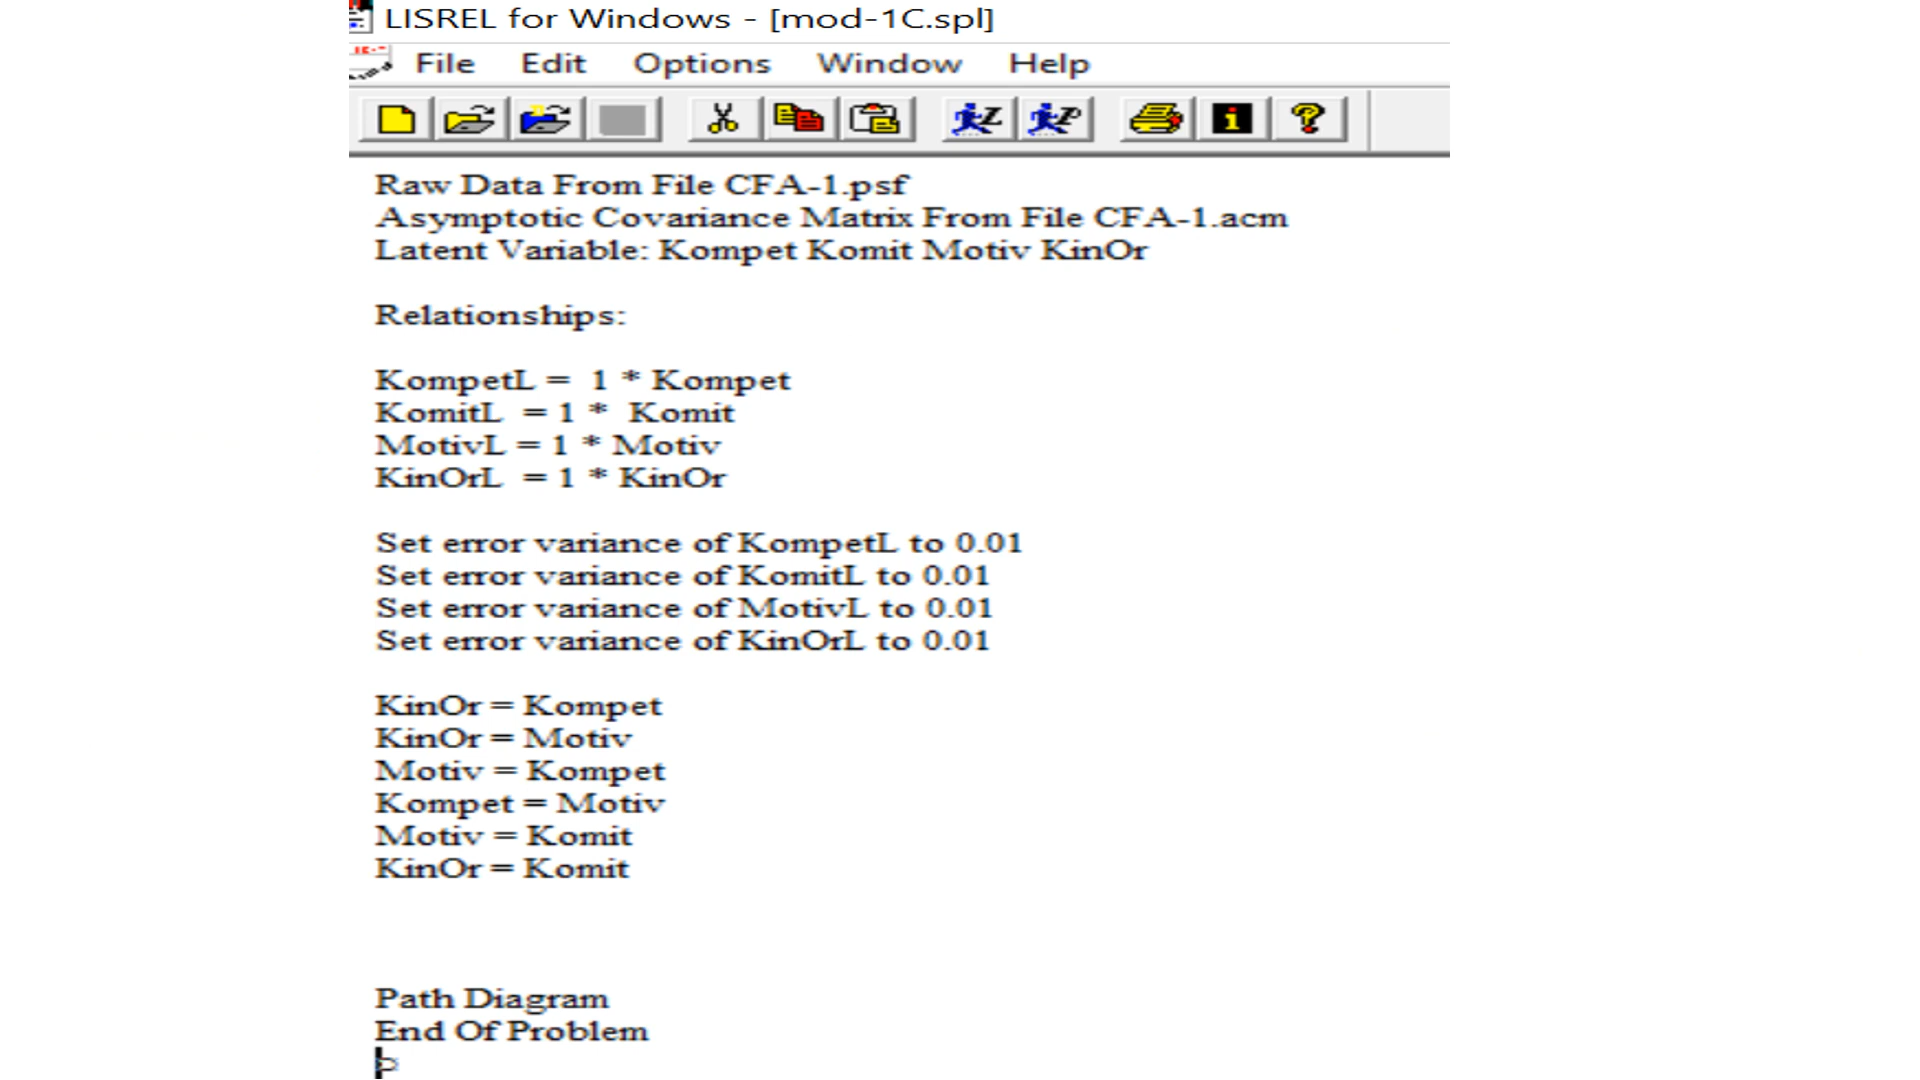 LISREL for Windows - [mod-1C.spl]
File Edit Options Window Help
Raw Data From File CFA-1.psf
Asymptotic Covariance Matrix From File CFA-1.acm
Latent Variable: Kompet Komit Motiv KinOr
Relationships:
KompetL = 1 * Kompet
KomitL = 1 * Komit
MotivL = 1 * Motiv
KinOrL = 1 * KinOr
Set error variance of KompetL to 0.01
Set error variance of KomitL to 0.01
Set error variance of MotivL to 0.01
Set error variance of KinOrL to 0.01
KinOr = Kompet
KinOr = Motiv
Motiv = Kompet
Kompet = Motiv
Motiv = Komit
KinOr = Komit
Path Diagram
End Of Problem